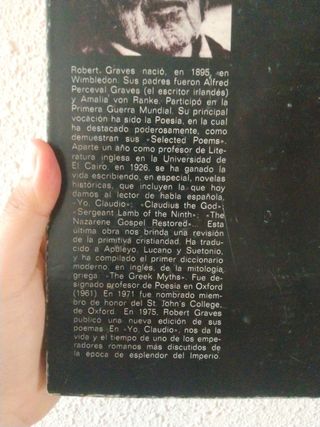 Robert Graves nació, en 1895, en
Wimbledon. Sus padres fueron Alfred
Perceval Graves (el escritor irlandés)
y Amalia von Ranke. Participó en la
Primera Guerra Mundial. Su principal
vocación ha sido la Poesía, en la cual
ha destacado poderosamente, como
demuestran sus «Selected Poems».
Aparte un año como profesor de Lite-
ratura inglesa en la Universidad de
El Cairo, en 1926, se ha ganado la
vida escribiendo, en especial, novelas
históricas, que incluyen la que hoy
damos al lector de habla española,
«Yo, Claudio»; «Claudius the God»;
«Sergeant Lamb of the Ninth»; «The
Nazarene Gospel Restored»... Esta
última obra nos brinda una revisión
de la primitiva cristiandad. Ha tradu-
cido a Apuleyo, Lucano y Suetonio,
y ha compilado el primer diccionario
moderno, en inglés, de la mitología
griega: «The Greek Myths». Fue de-
signado profesor de Poesía en Oxford
(1961). En 1971 fue nombrado miem-
bro de honor del St. John's College,
de Oxford. En 1975, Robert Graves
publicó una nueva edición de sus
poemas. En «Yo, Claudio», nos da la
vida y el tiempo de uno de los empe-
radores romanos más discutidos de
la época de esplendor del Imperio.